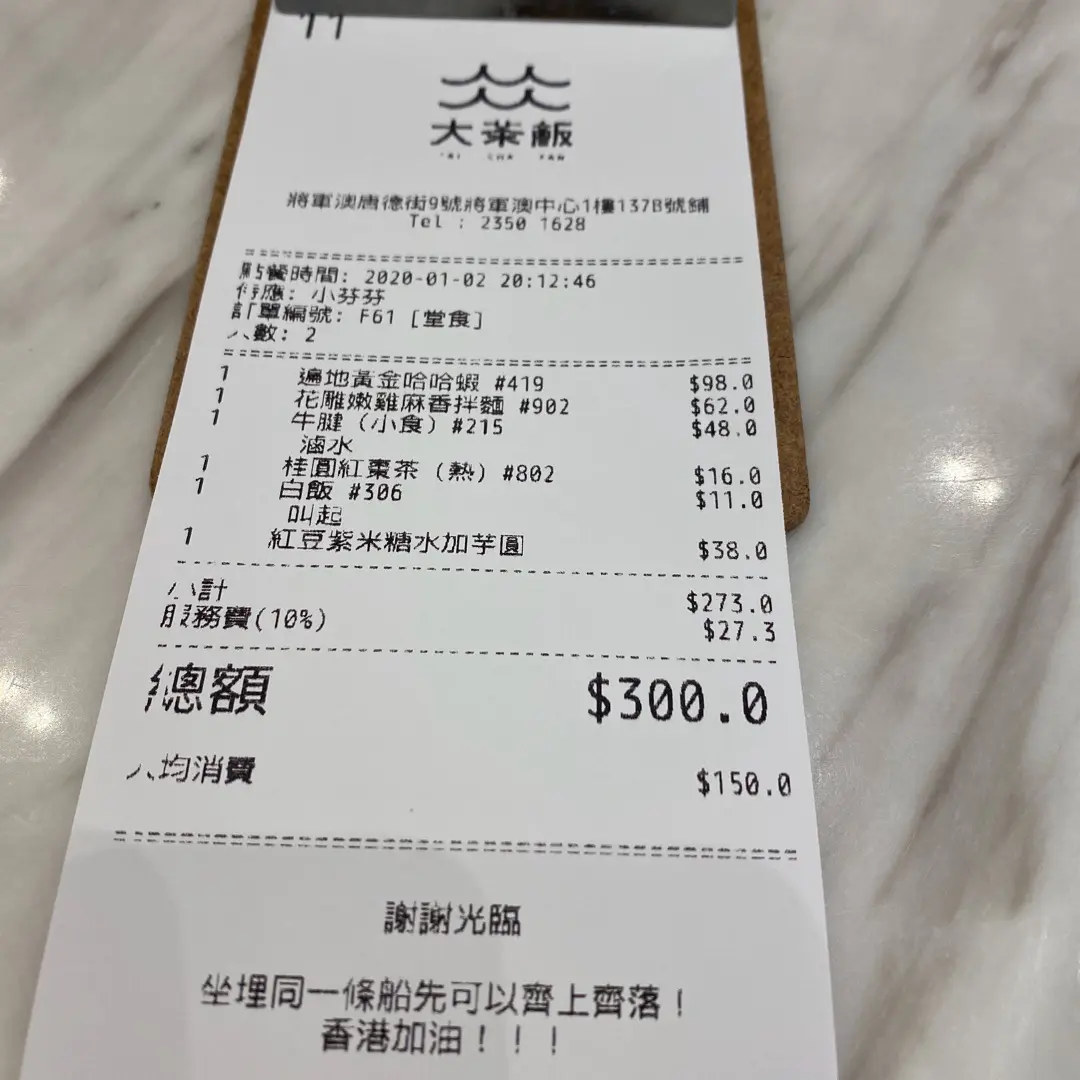 11
大茶飯
TAI CHA FAN
將軍澳唐德街9號將軍澳中心1樓137B號鋪
Tel : 2350 1628
點餐時間: 2020-01-02 20:12:46
侍應: 小芬芬
訂單編號: F61 [堂食]
人數: 2
1 遍地黃金哈哈蝦 #419 $98.0
1 花雕嫩雞麻香拌麵 #902 $62.0
1 牛腱 (小食) #215 $48.0
滷水
1 桂圓紅棗茶 (熱) #802 $16.0
1 白飯 #306 $11.0
叫起
1 紅豆紫米糖水加芋圓 $38.0
小計 $273.0
服務費(10%) $27.3
總額 $300.0
人均消費 $150.0
謝謝光臨
坐埋同一條船先可以齊上齊落!
香港加油!!!